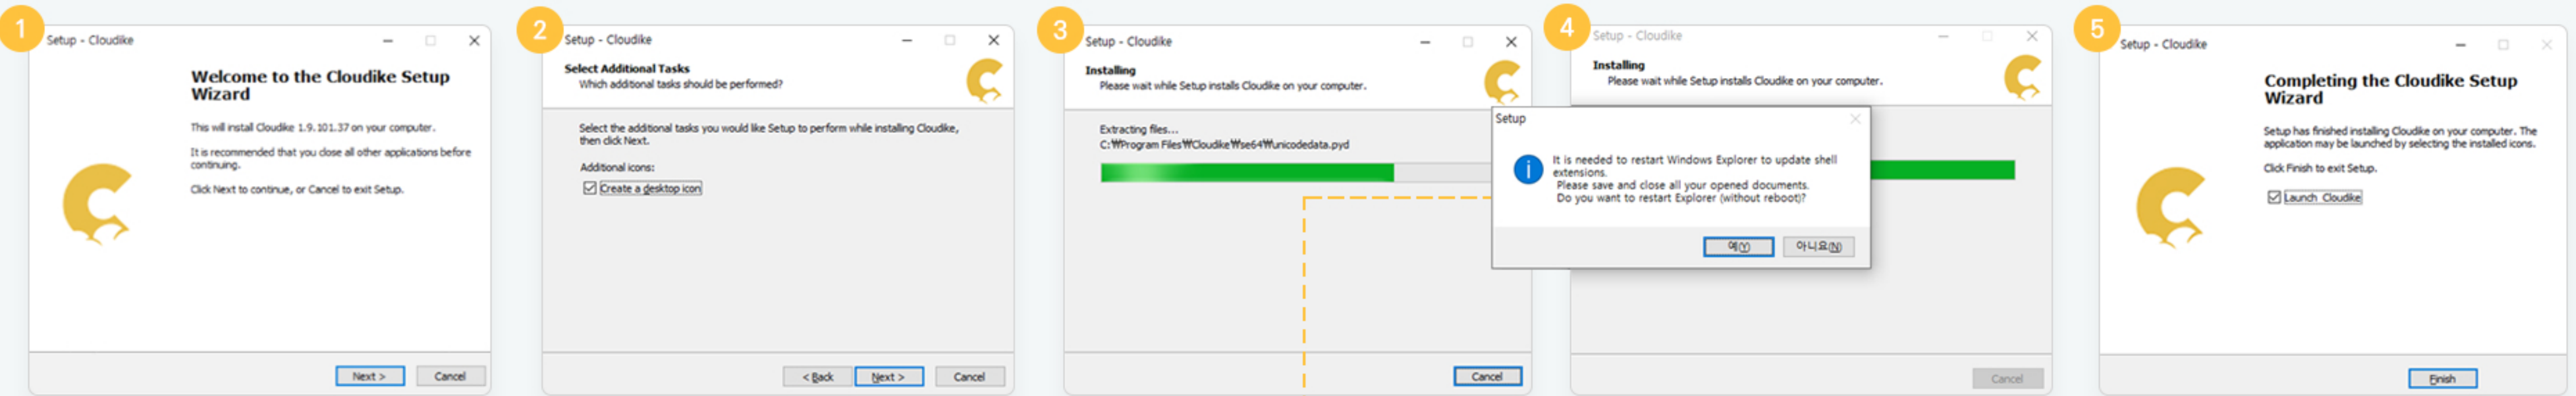 1
Setup - Cloudike
Welcome to the Cloudike Setup
Wizard
This will install Cloudike 1.9.101.37 on your computer.
It is recommended that you close all other applications before
continuing.
Click Next to continue, or Cancel to exit Setup.
Next >
Cancel
2
Setup - Cloudike
Select Additional Tasks
Which additional tasks should be performed?
Select the additional tasks you would like Setup to perform while installing Cloudike,
then click Next.
Additional icons:
Create a desktop icon
< Back
Next >
Cancel
3
Setup - Cloudike
Installing
Please wait while Setup installs Cloudike on your computer.
Extracting files...
C:₩Program Files₩Cloudike₩se64₩unicodedata.pyd
Cancel
4
Setup - Cloudike
Installing
Please wait while Setup installs Cloudike on your computer.
Setup
It is needed to restart Windows Explorer to update shell
extensions.
Please save and close all your opened documents.
Do you want to restart Explorer (without reboot)?
예(Y)
아니요(N)
Cancel
5
Setup - Cloudike
Completing the Cloudike Setup
Wizard
Setup has finished installing Cloudike on your computer. The
application may be launched by selecting the installed icons.
Click Finish to exit Setup.
Launch Cloudike
Finish